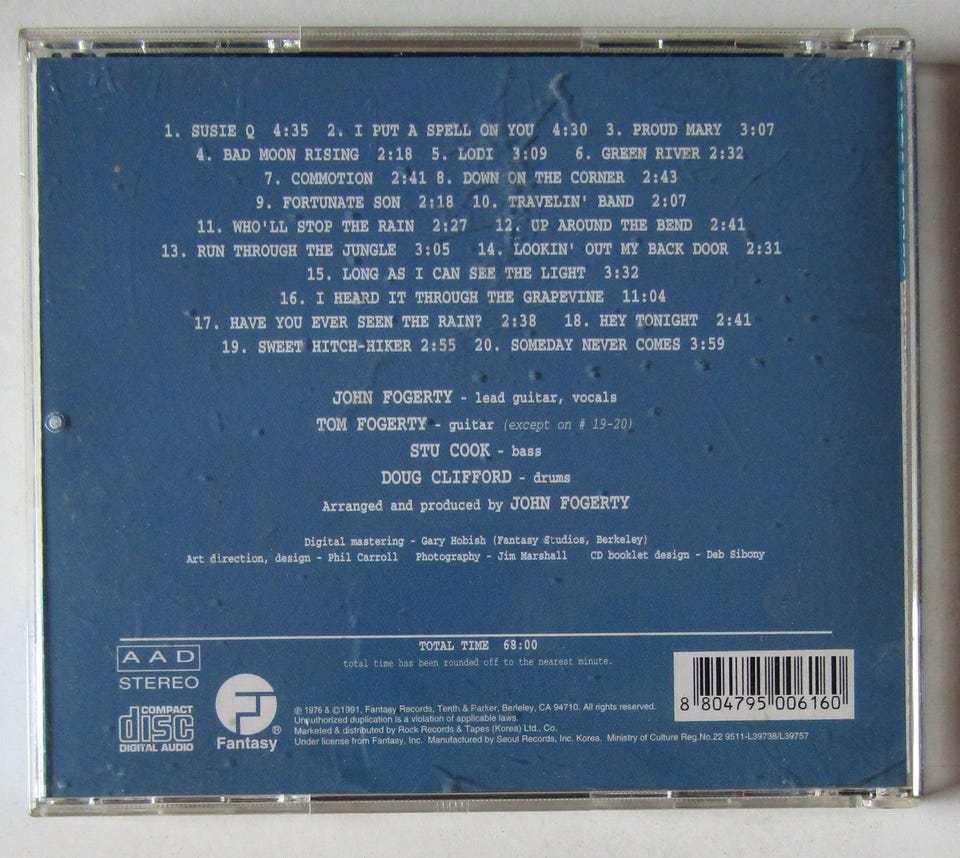 1. SUSIE Q 4:35 2. I PUT A SPELL ON YOU 4:30 3. PROUD MARY 3:07
4. BAD MOON RISING 2:18 5. LODI 3:09 6. GREEN RIVER 2:32
7. COMMOTION 2:41 8. DOWN ON THE CORNER 2:43
9. FORTUNATE SON 2:18 10. TRAVELIN' BAND 2:07
11. WHO'LL STOP THE RAIN 2:27 12. UP AROUND THE BEND 2:41
13. RUN THROUGH THE JUNGLE 3:05 14. LOOKIN' OUT MY BACK DOOR 2:31
15. LONG AS I CAN SEE THE LIGHT 3:32
16. I HEARD IT THROUGH THE GRAPEVINE 11:04
17. HAVE YOU EVER SEEN THE RAIN? 2:38 18. HEY TONIGHT 2:41
19. SWEET HITCH-HIKER 2:55 20. SOMEDAY NEVER COMES 3:59
JOHN FOGERTY - lead guitar, vocals
TOM FOGERTY - guitar (except on # 19-20)
STU COOK - bass
DOUG CLIFFORD - drums
Arranged and produced by JOHN FOGERTY
Digital mastering - Gary Hobish (Fantasy Studios, Berkeley)
Art direction, design - Phil Carroll Photography - Jim Marshall CD booklet design - Deb Sibony
TOTAL TIME 68:00
total time has been rounded off to the nearest minute.
AAD
STEREO
COMPACT
disc
DIGITAL AUDIO
Fantasy®
℗ 1976 & ©1991, Fantasy Records, Tenth & Parker, Berleley, CA 94710. All rights reserved.
Unauthorized duplication is a violation of applicable laws.
Marketed & distributed by Rock Records & Tapes (Korea) Ltd., Co.
Under license from Fantasy, Inc. Manufactured by Seoul Records, Inc. Korea. Ministry of Culture Reg.No.22 9511-L39738/L39757
8 804795 006160